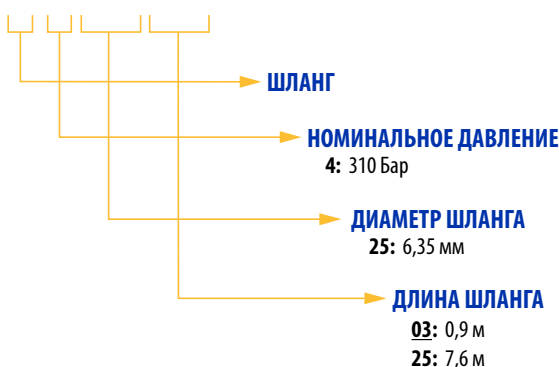 ШЛАНГ
НОМИНАЛЬНОЕ ДАВЛЕНИЕ
4: 310 Бар
ДИАМЕТР ШЛАНГА
25: 6,35 мм
ДЛИНА ШЛАНГА
03: 0,9 м
25: 7,6 м